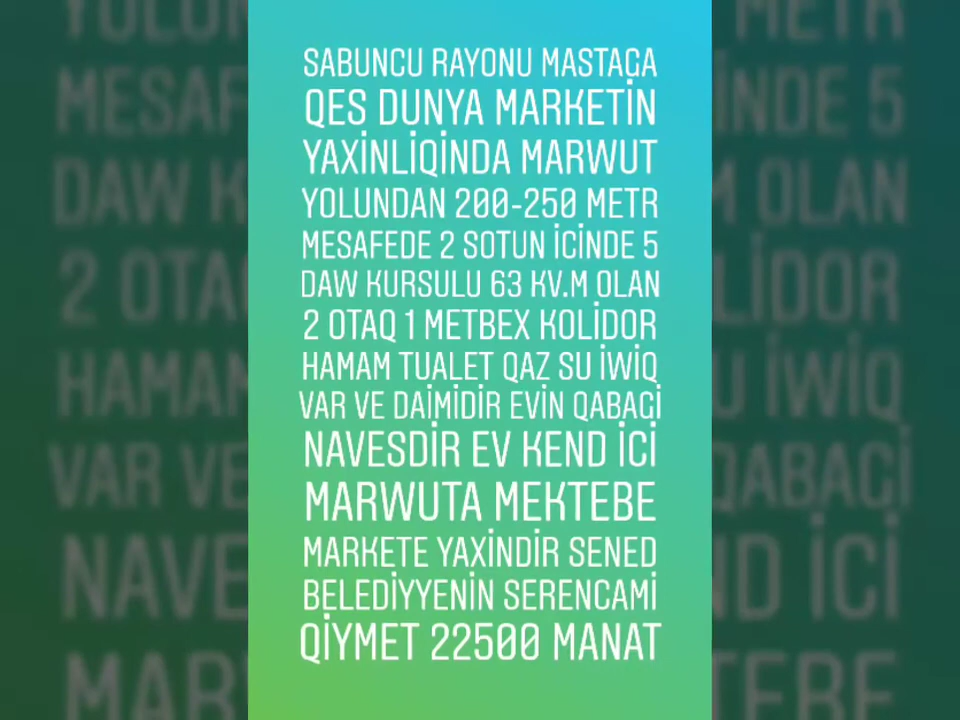 SABUNCU RAYONU MASTAGA
QES DUNYA MARKETİN
YAXİNLİQİNDA MARWUT
YOLUNDAN 200-250 METR
MESAFEDE 2 SOTUN İCİNDE 5
DAW KURSULU 63 KV.M OLAN
2 OTAQ 1 METBEX KOLİDOR
HAMAM TUALET QAZ SU İWİQ
VAR VE DAİMİDİR EVİN QABAGİ
NAVESDİR EV KEND İCİ
MARWUTA MEKTEBE
MARKETE YAXİNDİR SENED
BELEDİYYENİN SERENCAMİ
QİYMET 22500 MANAT